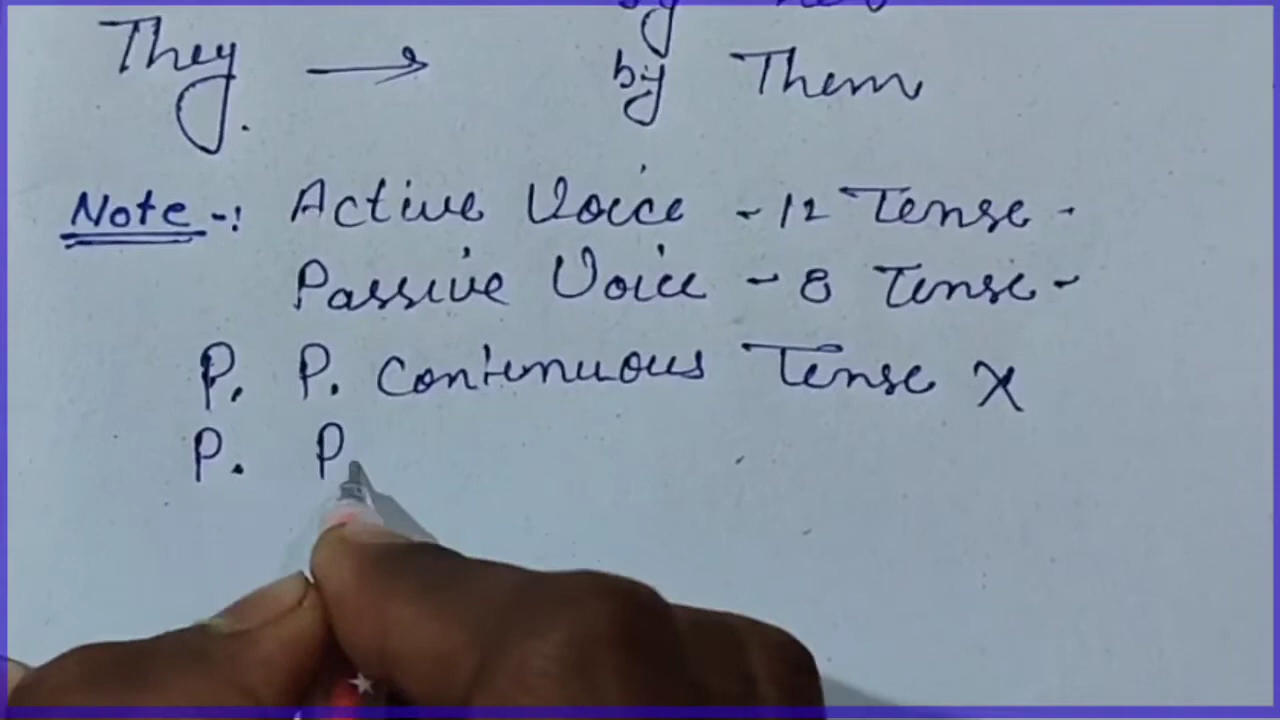 They → by Them
Note -: Active Voice - 12 Tense -
Passive Voice - 8 Tense -
P. P. Continuous Tense X
P. P